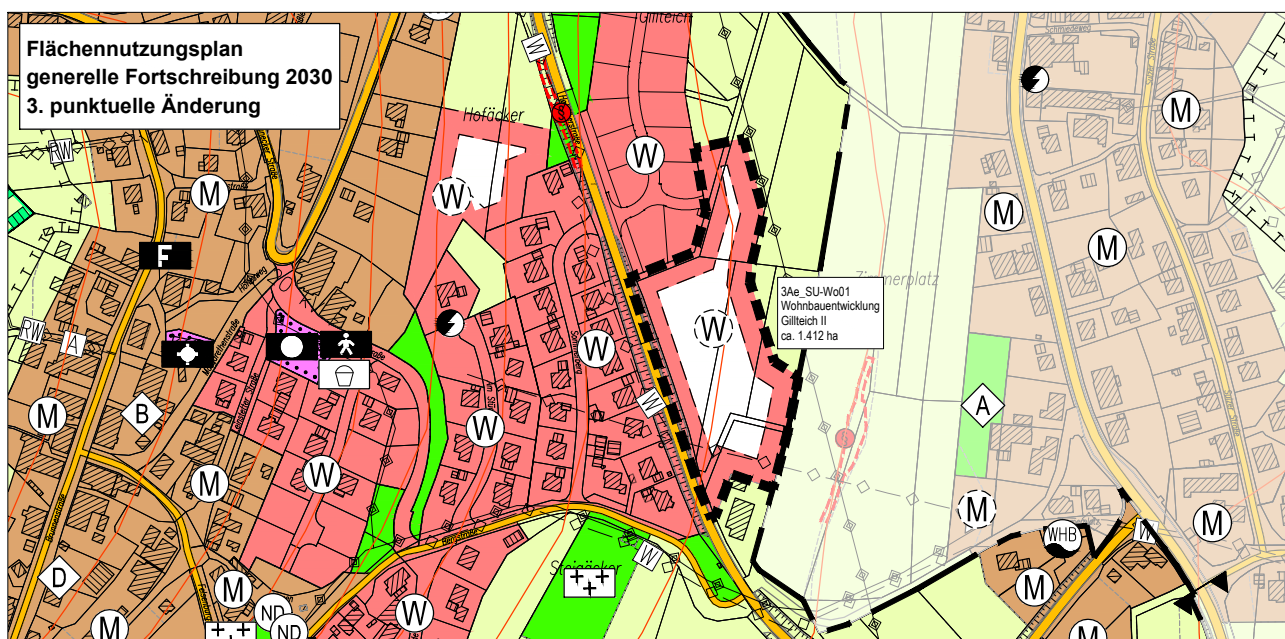 Flächennutzungsplan
generelle Fortschreibung 2030
3. punktuelle Änderung
Gillteich
Hofäcker
Zimmerplatz
3Ae_SU-Wo01
Wohnbauentwicklung
Gillteich II
ca. 1.412 ha
Steigäcker
W
RW
M
W
W
M
M
M
F
W
RW
A
W
W
M
B
W
A
W
W
M
M
M
D
M
ND
ND
M
W
W
WHB
W
M
M
M